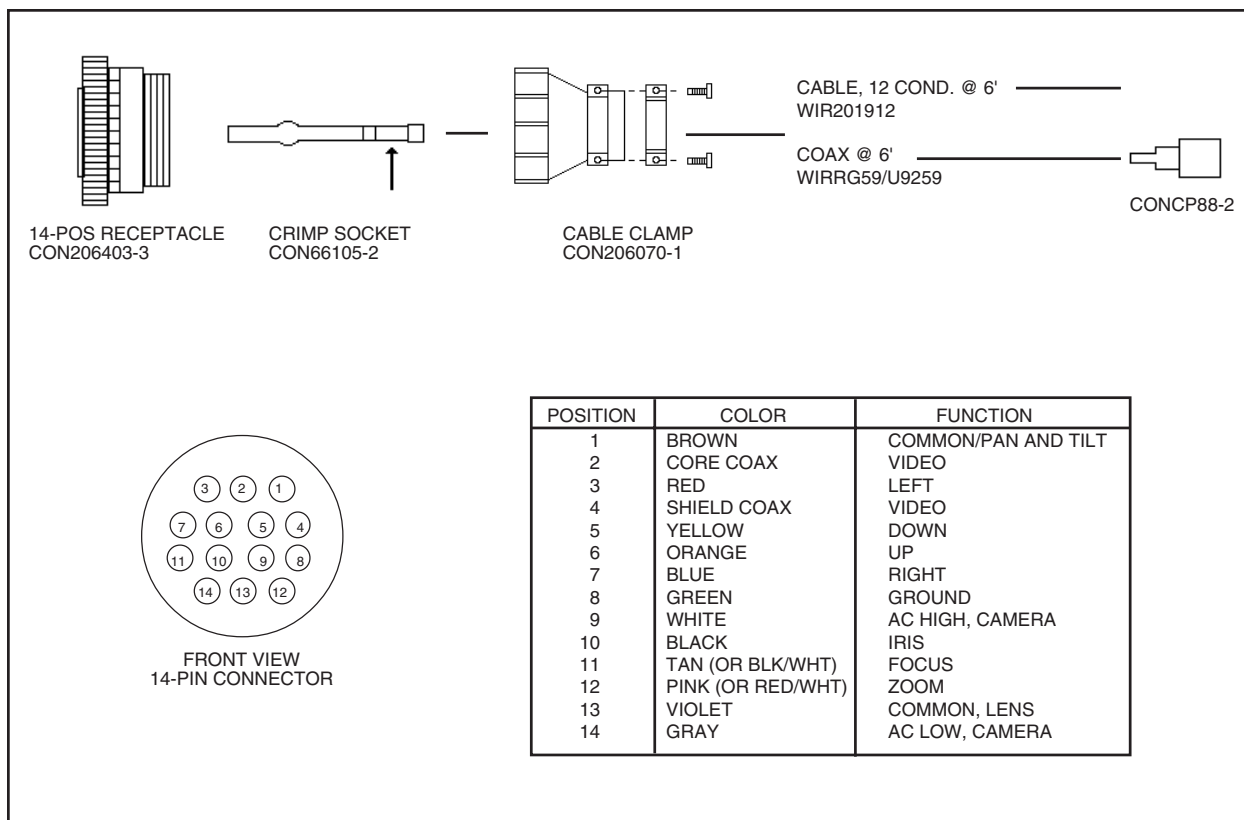 CABLE, 12 COND. @ 6'
WIR201912
COAX @ 6'
WIRRG59/U9259
CONCP88-2
14-POS RECEPTACLE
CON206403-3
CRIMP SOCKET
CON66105-2
CABLE CLAMP
CON206070-1
3 2 1
7 6 5 4
11 10 9 8
14 13 12
FRONT VIEW
14-PIN CONNECTOR
POSITION COLOR FUNCTION
1 BROWN COMMON/PAN AND TILT
2 CORE COAX VIDEO
3 RED LEFT
4 SHIELD COAX VIDEO
5 YELLOW DOWN
6 ORANGE UP
7 BLUE RIGHT
8 GREEN GROUND
9 WHITE AC HIGH, CAMERA
10 BLACK IRIS
11 TAN (OR BLK/WHT) FOCUS
12 PINK (OR RED/WHT) ZOOM
13 VIOLET COMMON, LENS
14 GRAY AC LOW, CAMERA